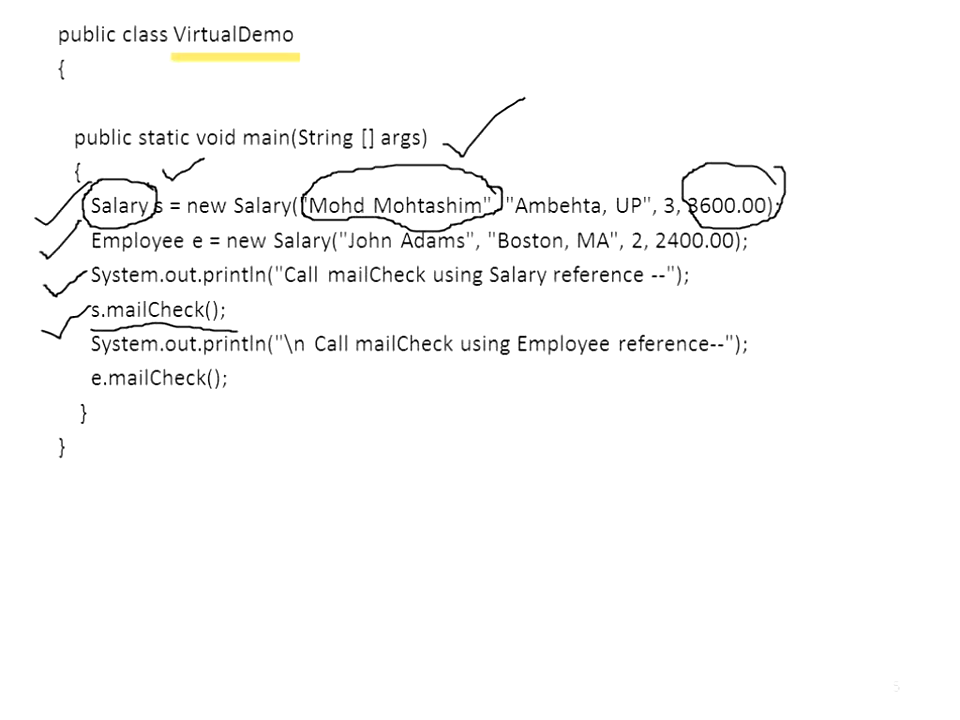 public class VirtualDemo
{
public static void main(String [] args)
{
Salary s = new Salary("Mohd Mohtashim", "Ambehta, UP", 3, 3600.00);
Employee e = new Salary("John Adams", "Boston, MA", 2, 2400.00);
System.out.println("Call mailCheck using Salary reference --");
s.mailCheck();
System.out.println("\n Call mailCheck using Employee reference--");
e.mailCheck();
}
}
5